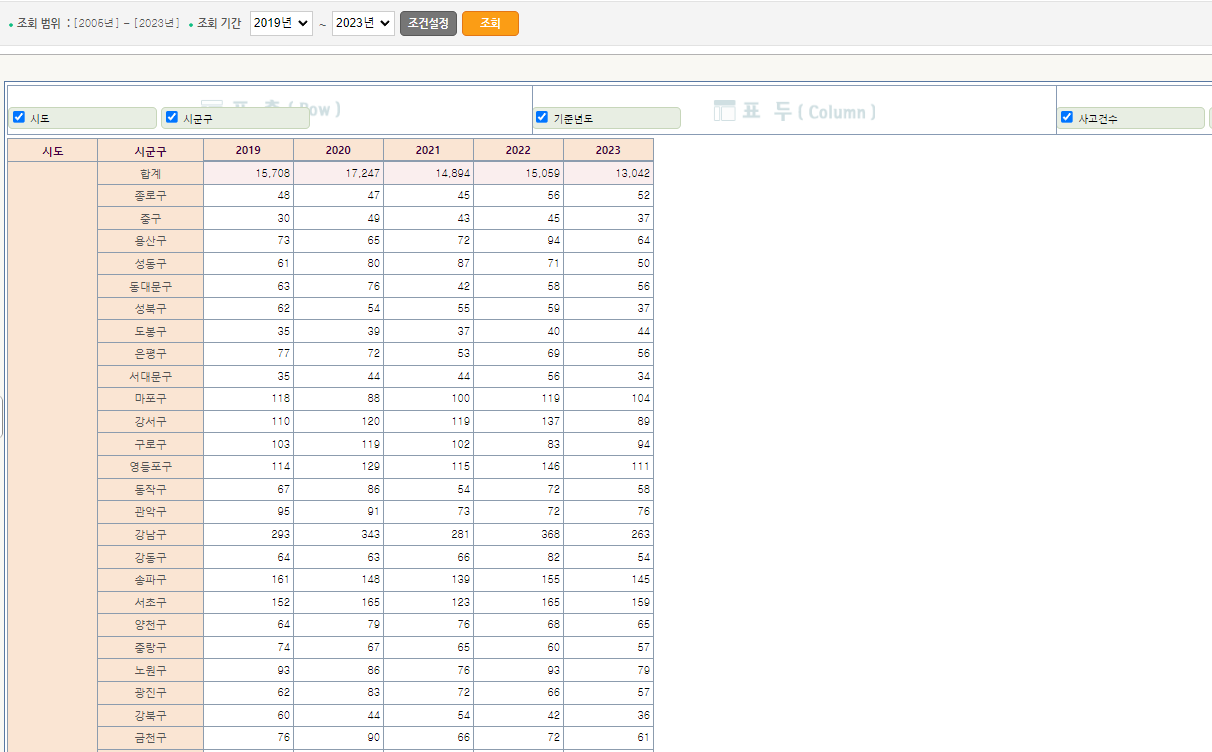 조회 범위 : [2005년] ~ [2023년] 조회 기간 2019년 ~ 2023년 조건설정 조회
표 측 ( Row ) 표 두 ( Column )
시도 시군구 기준년도 사고건수
시도 시군구 2019 2020 2021 2022 2023
합계 15,708 17,247 14,894 15,059 13,042
종로구 48 47 45 56 52
중구 30 49 43 45 37
용산구 73 65 72 94 64
성동구 61 80 87 71 50
동대문구 63 76 42 58 56
성북구 62 54 55 59 37
도봉구 35 39 37 40 44
은평구 77 72 53 69 56
서대문구 35 44 44 56 34
마포구 118 88 100 119 104
강서구 110 120 119 137 89
구로구 103 119 102 83 94
영등포구 114 129 115 146 111
동작구 67 86 54 72 58
관악구 95 91 73 72 76
강남구 293 343 281 368 263
강동구 64 63 66 82 54
송파구 161 148 139 155 145
서초구 152 165 123 165 159
양천구 64 79 76 68 65
중랑구 74 67 65 60 57
노원구 93 86 76 93 79
광진구 62 83 72 66 57
강북구 60 44 54 42 36
금천구 76 90 66 72 61